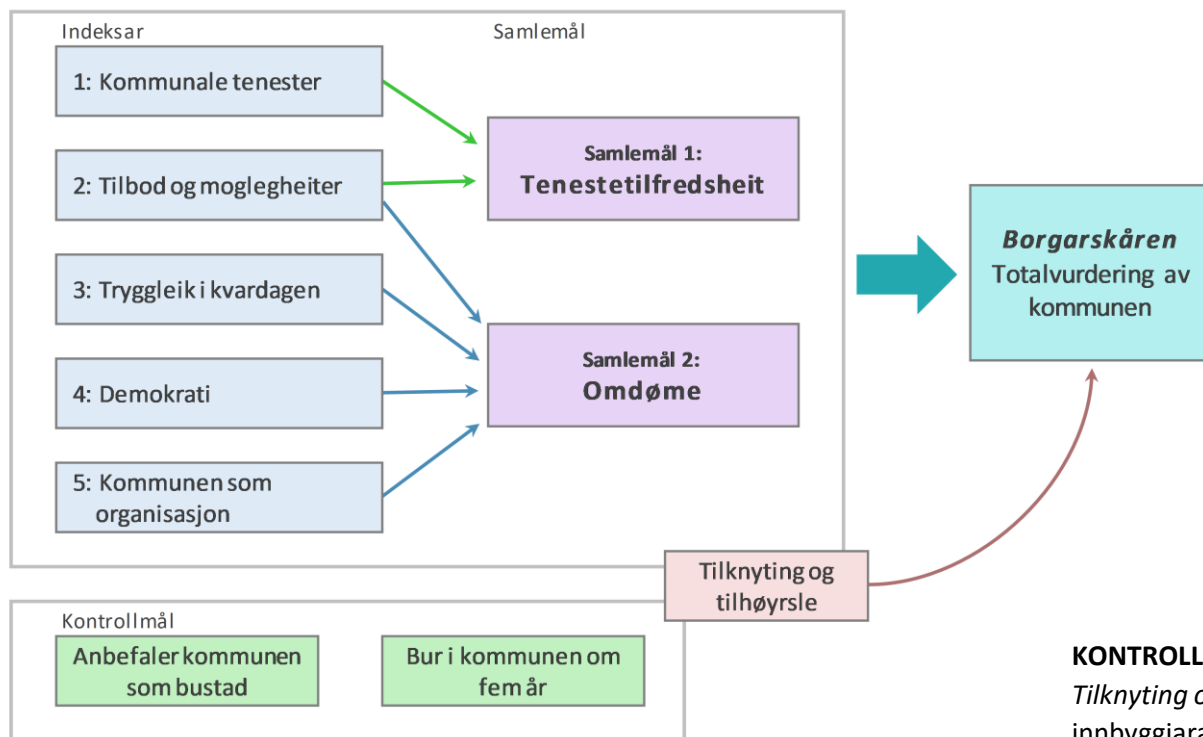 Indeksar
Samlemål
1: Kommunale tenester
2: Tilbod og moglegheiter
3: Tryggleik i kvardagen
4: Demokrati
5: Kommunen som
organisasjon
Samlemål 1:
Tenestetilfredsheit
Samlemål 2:
Omdøme
Borgarskåren
Totalvurdering av
kommunen
Tilknyting og
tilhøyrsle
Kontrollmål
Anbefaler kommunen
som bustad
Bur i kommunen om
fem år
KONTROLL
Tilknyting